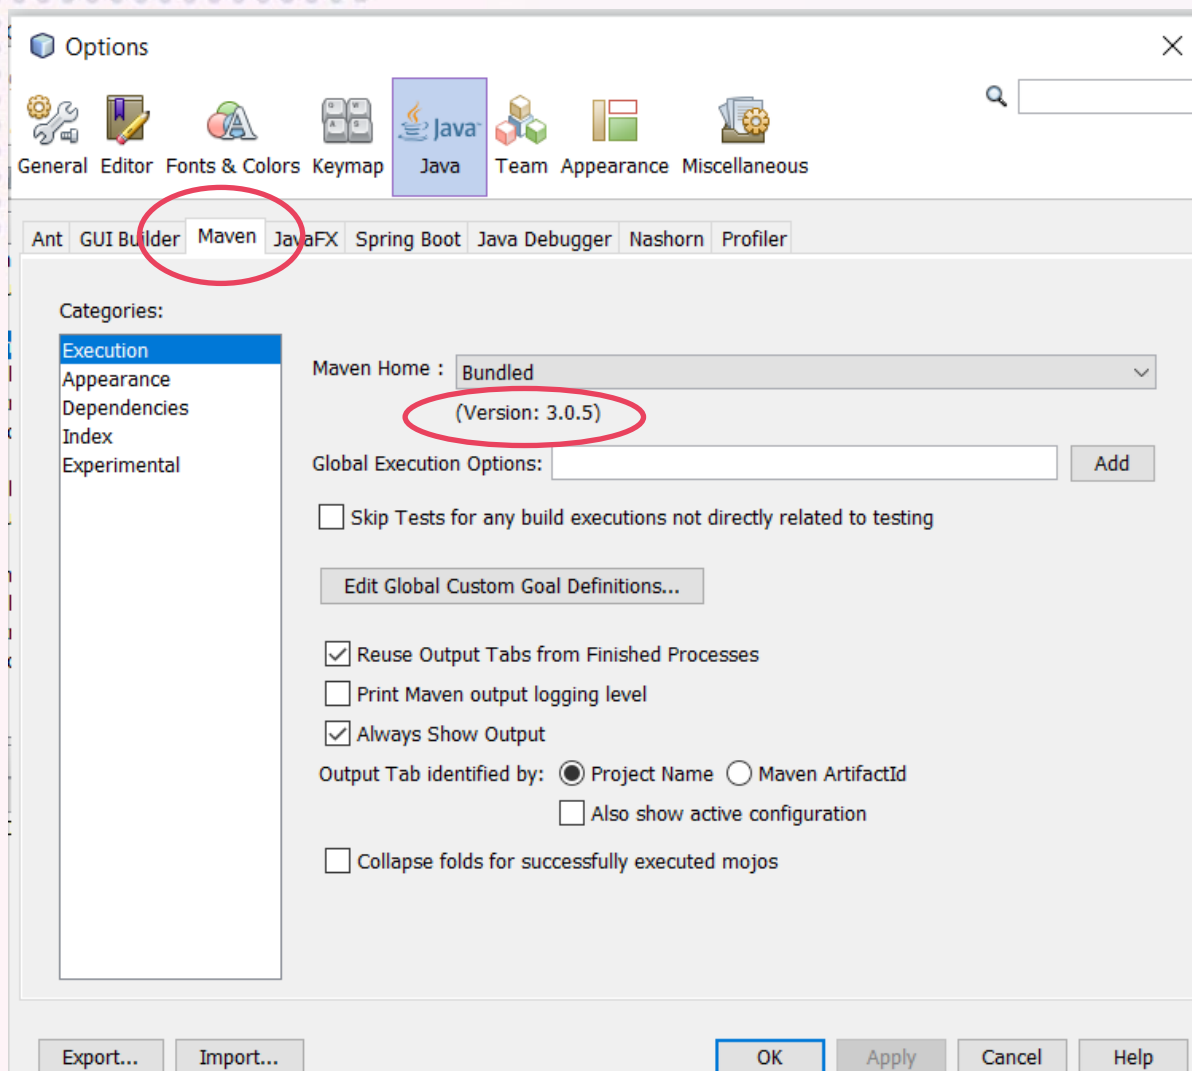 Options
Java
General Editor Fonts & Colors Keymap Java Team Appearance Miscellaneous
Ant GUI Builder Maven JavaFX Spring Boot Java Debugger Nashorn Profiler
Categories:
Execution
Appearance
Dependencies
Index
Experimental
Maven Home : Bundled
(Version: 3.0.5)
Global Execution Options: Add
Skip Tests for any build executions not directly related to testing
Edit Global Custom Goal Definitions...
Reuse Output Tabs from Finished Processes
Print Maven output logging level
Always Show Output
Output Tab identified by: Project Name Maven ArtifactId
Also show active configuration
Collapse folds for successfully executed mojos
Export... Import... OK Apply Cancel Help